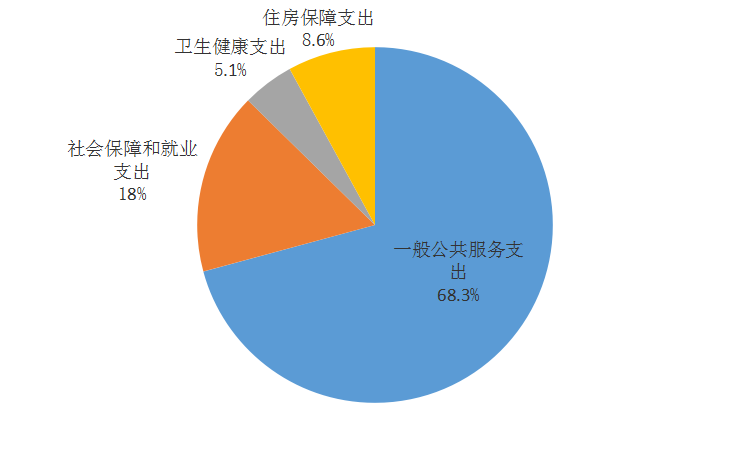 住房保障支出
8.6%
卫生健康支出
5.1%
社会保障和就业
支出
18%
一般公共服务支
出
68.3%